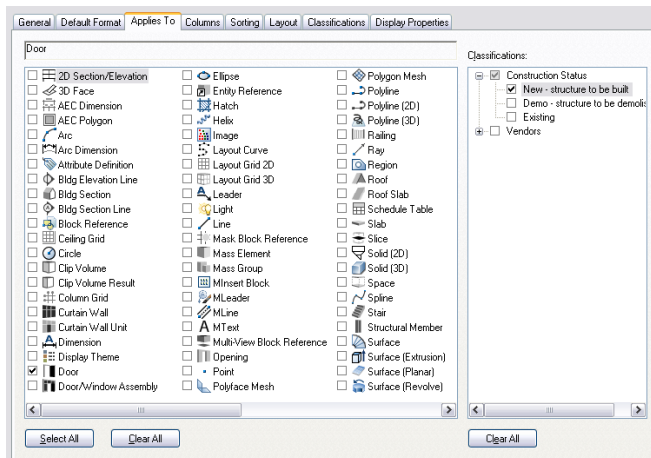 General Default Format Applies To Columns Sorting Layout Classifications Display Properties
Door
Classifications:
2D Section/Elevation
3D Face
AEC Dimension
AEC Polygon
Arc
Arc Dimension
Attribute Definition
Bldg Elevation Line
Bldg Section
Bldg Section Line
Block Reference
Ceiling Grid
Circle
Clip Volume
Clip Volume Result
Column Grid
Curtain Wall
Curtain Wall Unit
Dimension
Display Theme
Door
Door/Window Assembly
Ellipse
Entity Reference
Hatch
Helix
Image
Layout Curve
Layout Grid 2D
Layout Grid 3D
Leader
Light
Line
Mask Block Reference
Mass Element
Mass Group
MInsert Block
MLeader
MLine
MText
Multi-View Block Reference
Opening
Point
Polyface Mesh
Polygon Mesh
Polyline
Polyline (2D)
Polyline (3D)
Railing
Ray
Region
Roof
Roof Slab
Schedule Table
Slab
Slice
Solid (2D)
Solid (3D)
Space
Spline
Stair
Structural Member
Surface
Surface (Extrusion)
Surface (Planar)
Surface (Revolve)
Construction Status
New - structure to be built
Demo - structure to be demolis
Existing
Vendors
Select All Clear All Clear All